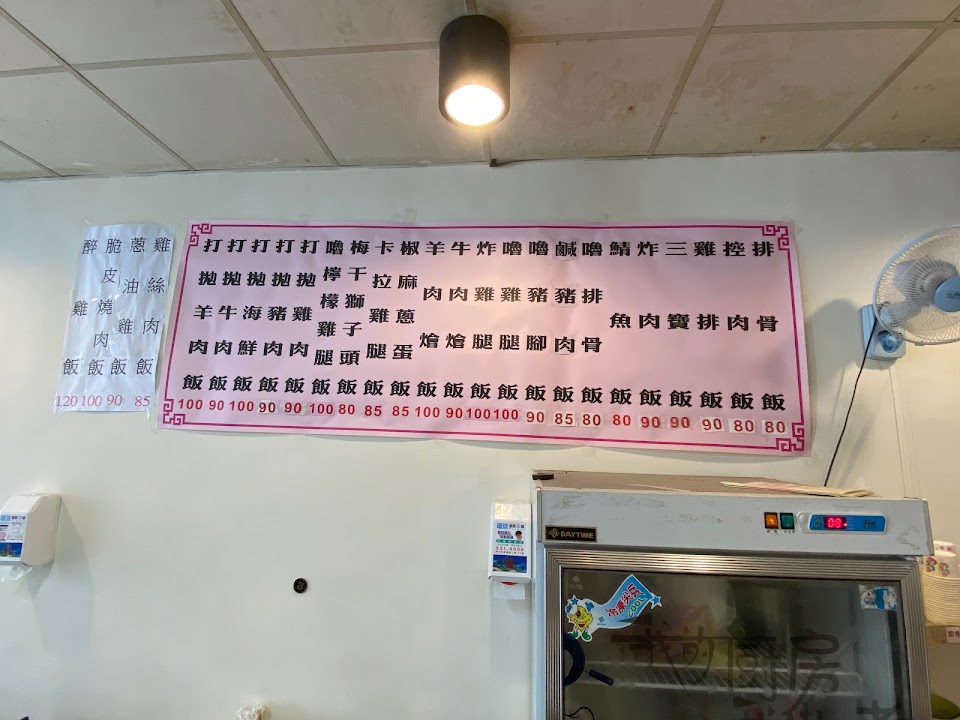 排骨飯 80
控肉飯 80
雞排飯 90
三寶飯 90
炸肉飯 90
鯖魚飯 80
嚕排骨飯 80
鹹豬肉飯 85
嚕豬腳飯 90
嚕雞腿飯 100
炸雞腿飯 100
牛肉燴飯 90
羊肉燴飯 100
椒麻蔥蛋飯 85
卡拉雞腿飯 85
梅干獅子頭飯 80
嚕檸檬雞腿飯 100
打拋雞肉飯 90
打拋豬肉飯 90
打拋海鮮飯 100
打拋牛肉飯 90
打拋羊肉飯 100
雞絲肉飯 85
蔥油雞飯 90
脆皮燒肉飯 100
醉雞飯 120
DAYTIME
COOL
我的廚房